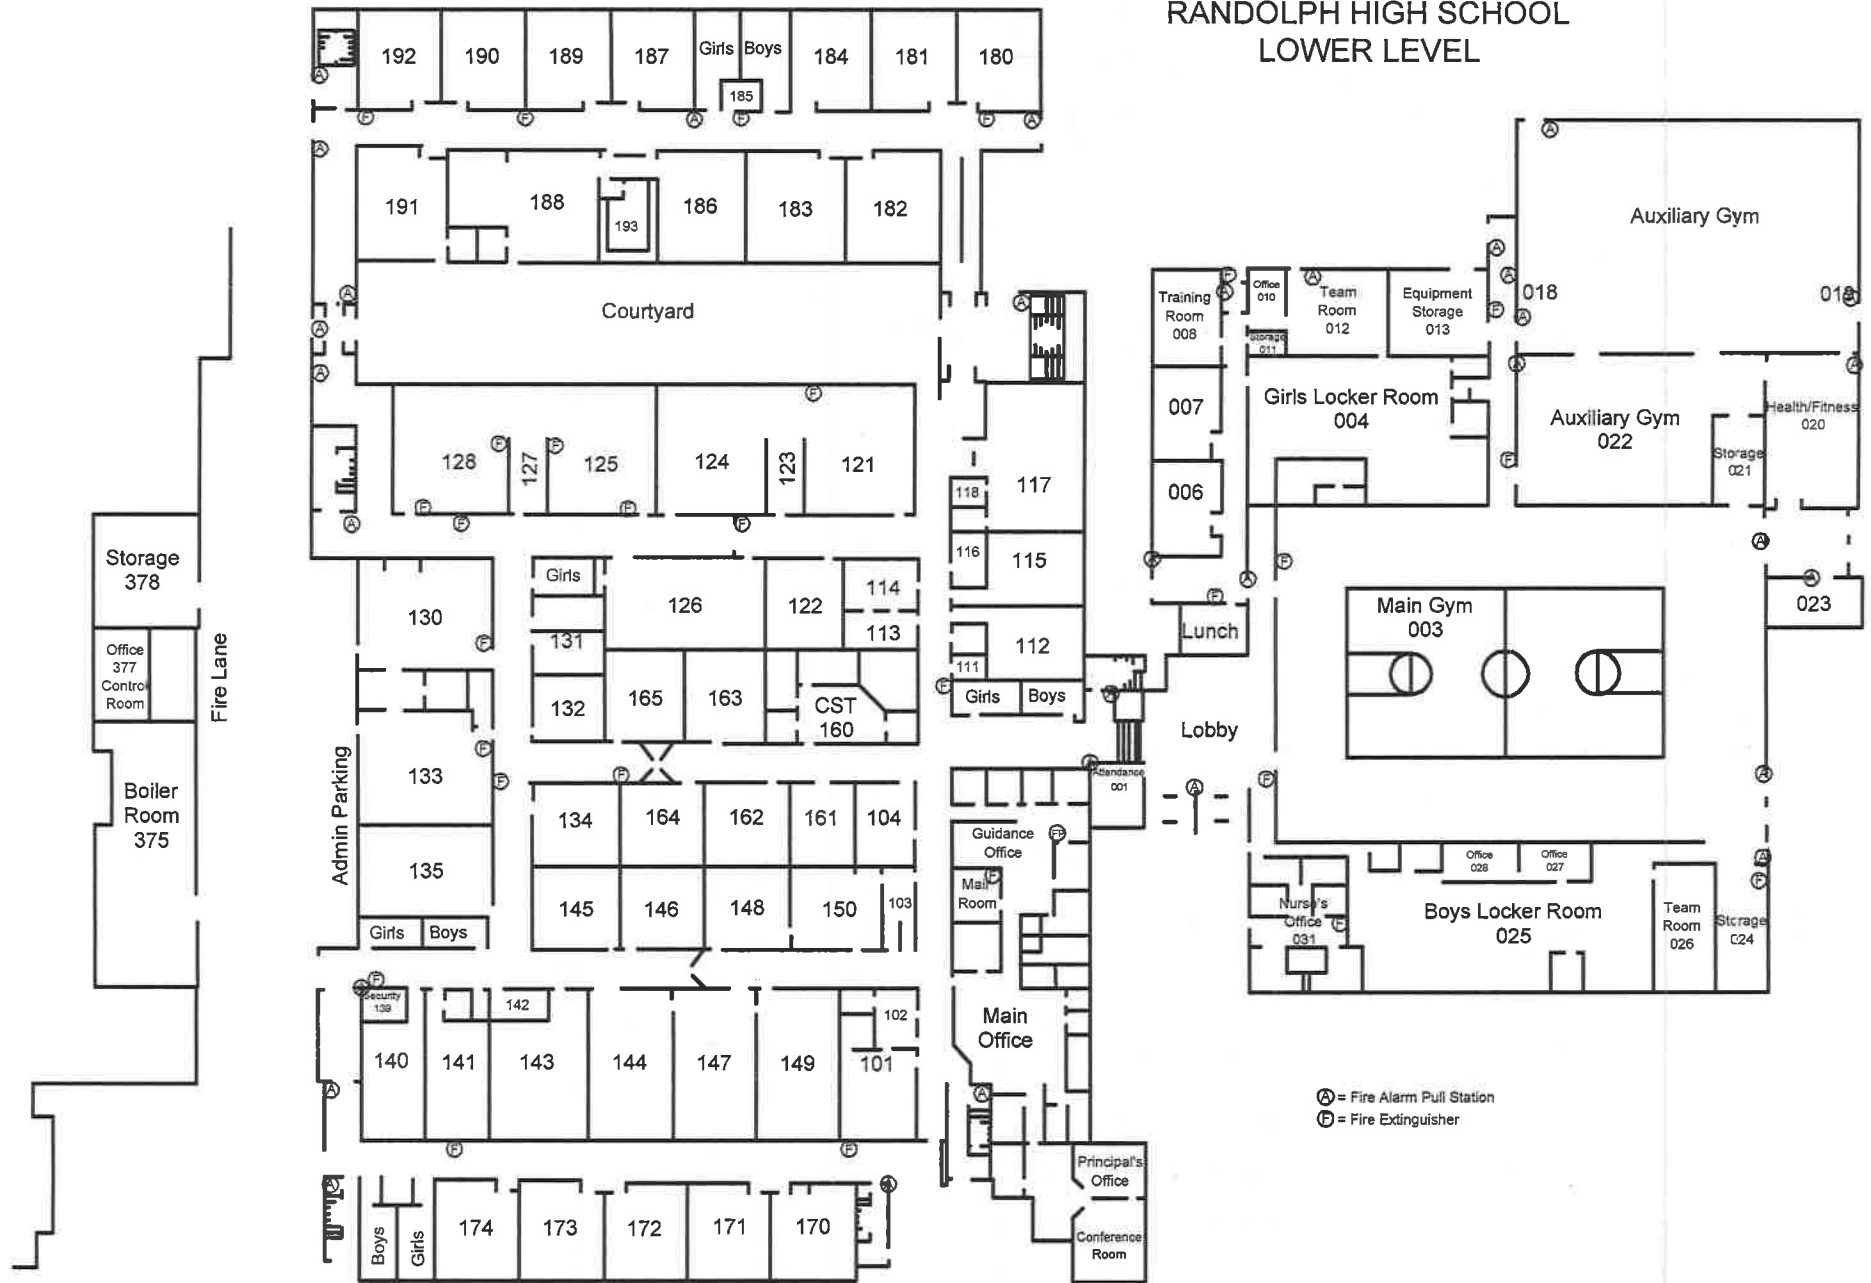 RANDOLPH HIGH SCHOOL
LOWER LEVEL
192
190
189
187
Girls
Boys
184
181
180
185
191
188
193
186
183
182
Courtyard
128
127
125
124
123
121
118
117
116
115
112
111
Girls
Boys
130
Girls
131
132
126
122
114
113
165
163
CST
160
133
135
Girls
Boys
134
164
162
161
104
145
146
148
150
103
Security
139
140
141
142
143
144
147
149
102
101
Boys
Girls
174
173
172
171
170
Storage
378
Office
377
Control
Room
Boiler
Room
375
Fire Lane
Admin Parking
Attendance
001
Guidance
Office
FP
Mail
Room
Main
Office
Principal's
Office
Conference
Room
Lobby
Lunch
Training
Room
008
007
006
Office
010
Storage
011
Team
Room
012
Equipment
Storage
013
Girls Locker Room
004
Auxiliary Gym
018
Auxiliary Gym
022
Storage
021
Health/Fitness
020
023
Main Gym
003
Office
028
Office
027
Nurse's
Office
031
Boys Locker Room
025
Team
Room
026
Storage
024
A = Fire Alarm Pull Station
F = Fire Extinguisher